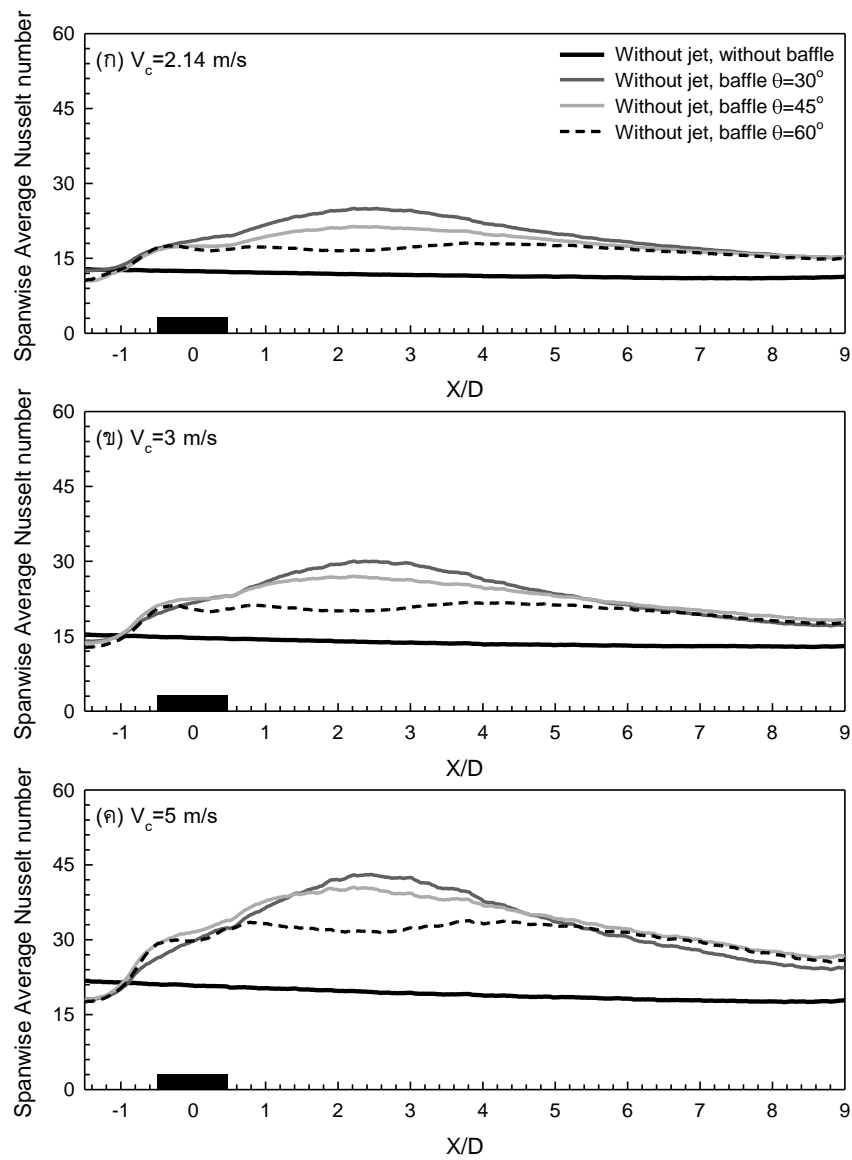 60
(ก) Vc=2.14 m/s
Without jet, without baffle
Without jet, baffle θ=30°
Without jet, baffle θ=45°
Without jet, baffle θ=60°
45
30
15
0
Spanwise Average Nusselt number
-1 0 1 2 3 4 5 6 7 8 9
X/D
60
(ข) Vc=3 m/s
45
30
15
0
Spanwise Average Nusselt number
-1 0 1 2 3 4 5 6 7 8 9
X/D
60
(ค) Vc=5 m/s
45
30
15
0
Spanwise Average Nusselt number
-1 0 1 2 3 4 5 6 7 8 9
X/D